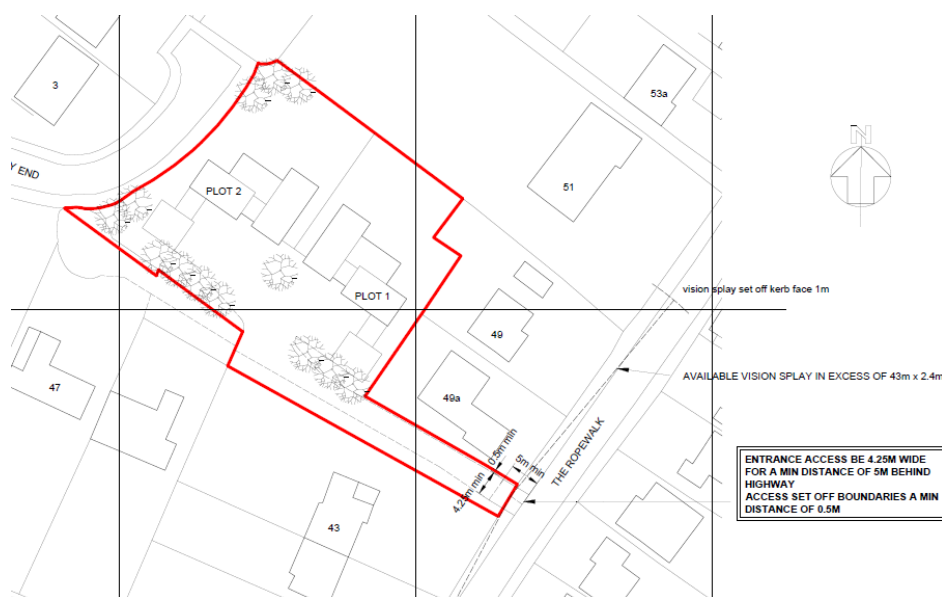 3
53a
N
Y END
PLOT 2
51
vision splay set off kerb face 1m
PLOT 1
49
AVAILABLE VISION SPLAY IN EXCESS OF 43m x 2.4m
47
49a
0.5m min
5m min
4.25m min
THE ROPEWALK
43
ENTRANCE ACCESS BE 4.25M WIDE
FOR A MIN DISTANCE OF 5M BEHIND
HIGHWAY
ACCESS SET OFF BOUNDARIES A MIN
DISTANCE OF 0.5M